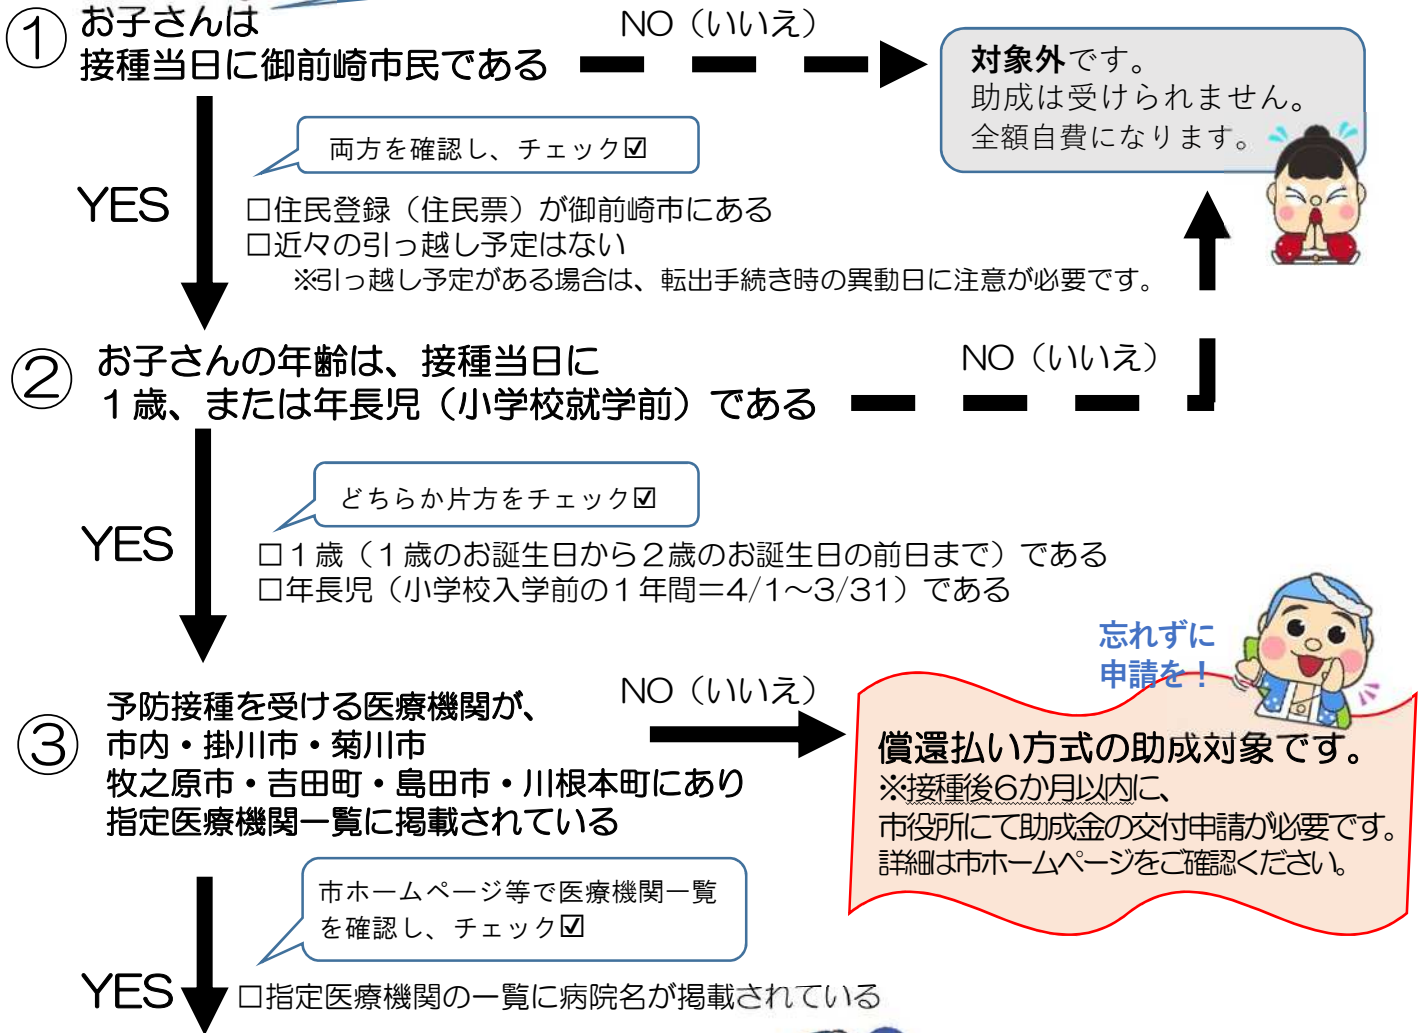 ① お子さんは
接種当日に御前崎市民である
NO（いいえ）
対象外です。
助成は受けられません。
全額自費になります。
両方を確認し、チェック☑
YES
□住民登録（住民票）が御前崎市にある
□近々の引っ越し予定はない
※引っ越し予定がある場合は、転出手続き時の異動日に注意が必要です。
② お子さんの年齢は、接種当日に
１歳、または年長児（小学校就学前）である
NO（いいえ）
どちらか片方をチェック☑
YES
□１歳（１歳のお誕生日から２歳のお誕生日の前日まで）である
□年長児（小学校入学前の１年間＝4/1～3/31）である
忘れずに
申請を！
③ 予防接種を受ける医療機関が、
市内・掛川市・菊川市
牧之原市・吉田町・島田市・川根本町にあり
指定医療機関一覧に掲載されている
NO（いいえ）
償還払い方式の助成対象です。
※接種後６か月以内に、
市役所にて助成金の交付申請が必要です。
詳細は市ホームページをご確認ください。
市ホームページ等で医療機関一覧
を確認し、チェック☑
YES
□指定医療機関の一覧に病院名が掲載されている